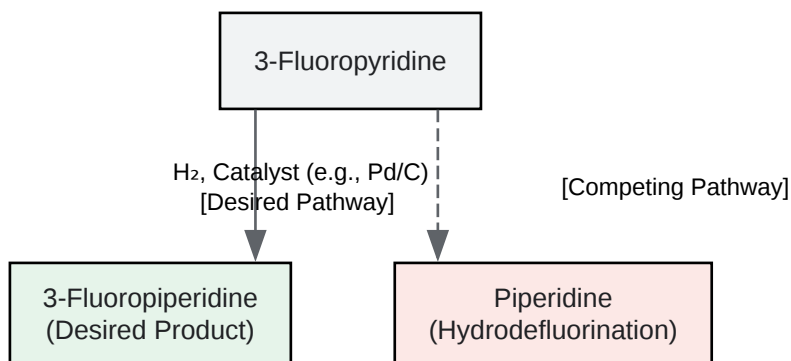 3-Fluoropyridine
H₂, Catalyst (e.g., Pd/C)
[Desired Pathway]
[Competing Pathway]
3-Fluoropiperidine
(Desired Product)
Piperidine
(Hydrodefluorination)